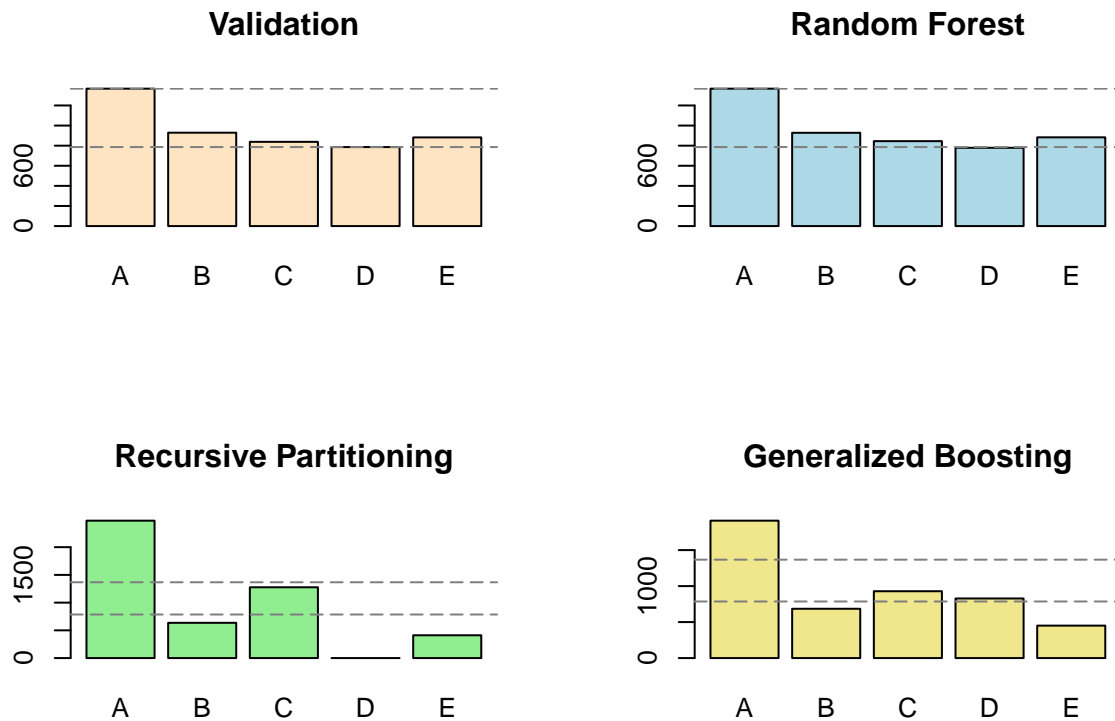 Validation
600
0
A B C D E
Random Forest
600
0
A B C D E
Recursive Partitioning
1500
0
A B C D E
Generalized Boosting
1000
0
A B C D E